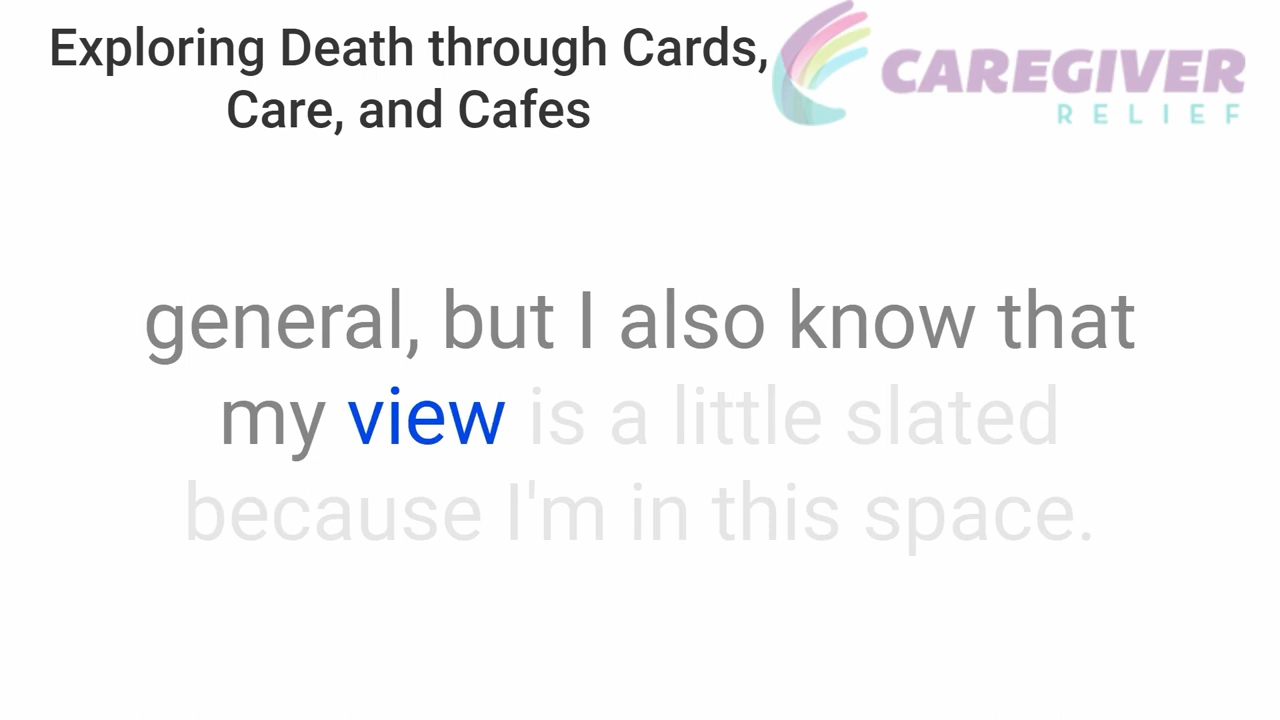 Exploring Death through Cards,
Care, and Cafes
CAREGIVER
RELIEF
general, but I also know that
my view is a little slated
because I'm in this space.